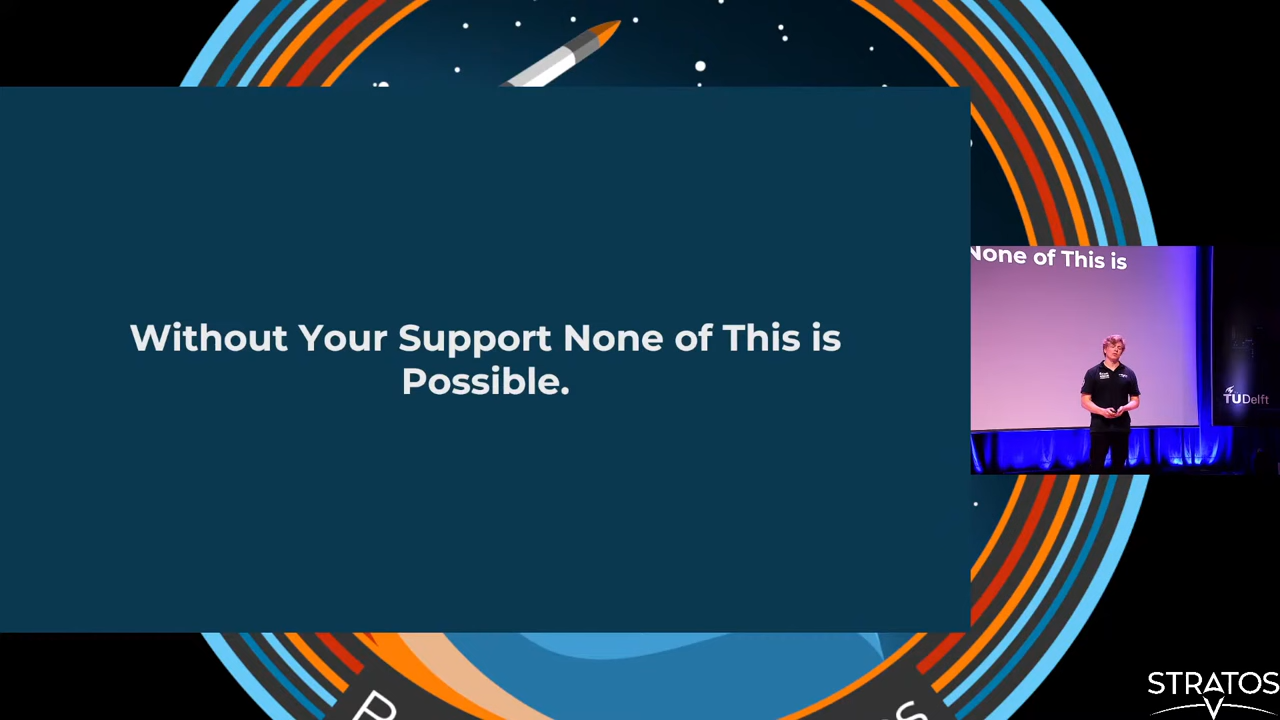 Without Your Support None of This is
Possible.
None of This is
TUDelft
STRATOS